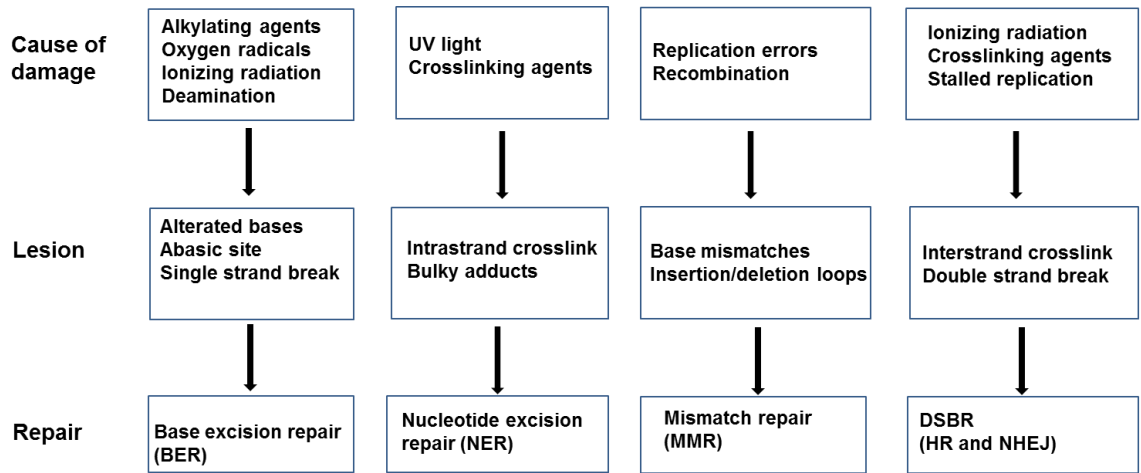 Cause of
damage
Alkylating agents
Oxygen radicals
Ionizing radiation
Deamination
UV light
Crosslinking agents
Replication errors
Recombination
Ionizing radiation
Crosslinking agents
Stalled replication
Lesion
Alterated bases
Abasic site
Single strand break
Intrastrand crosslink
Bulky adducts
Base mismatches
Insertion/deletion loops
Interstrand crosslink
Double strand break
Repair
Base excision repair
(BER)
Nucleotide excision
repair (NER)
Mismatch repair
(MMR)
DSBR
(HR and NHEJ)